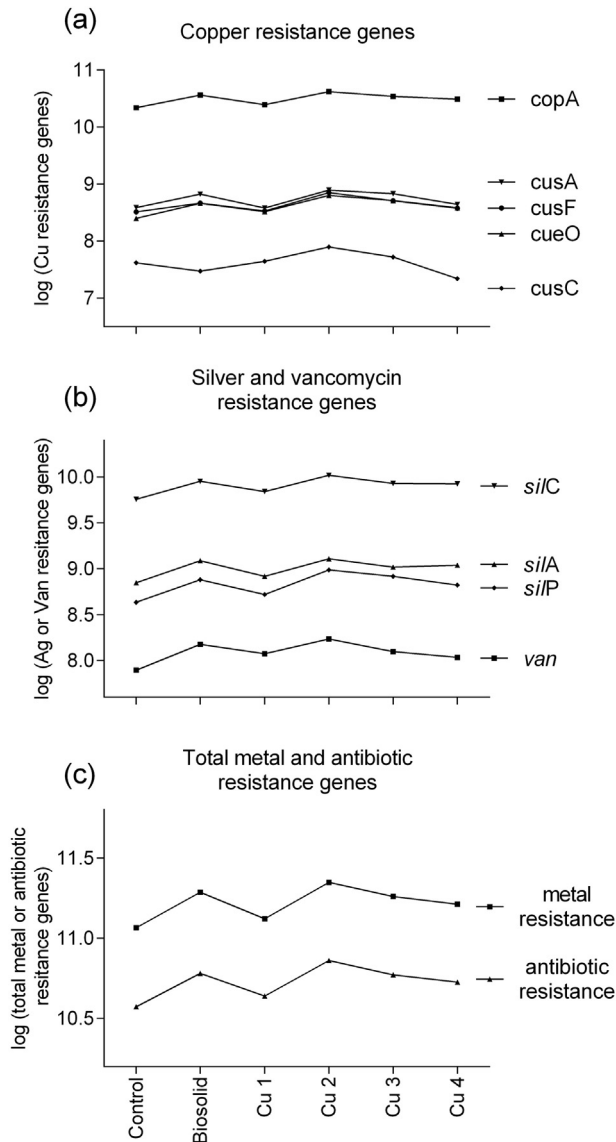 (a)
Copper resistance genes
log (Cu resistance genes)
11
10
9
8
7
copA
cusA
cusF
cueO
cusC
(b)
Silver and vancomycin
resistance genes
log (Ag or Van resitance genes)
10.0
9.5
9.0
8.5
8.0
silC
silA
silP
van
(c)
Total metal and antibiotic
resistance genes
log (total metal or antibiotic
resitance genes)
11.5
11.0
10.5
metal
resistance
antibiotic
resistance
Control
Biosolid
Cu 1
Cu 2
Cu 3
Cu 4